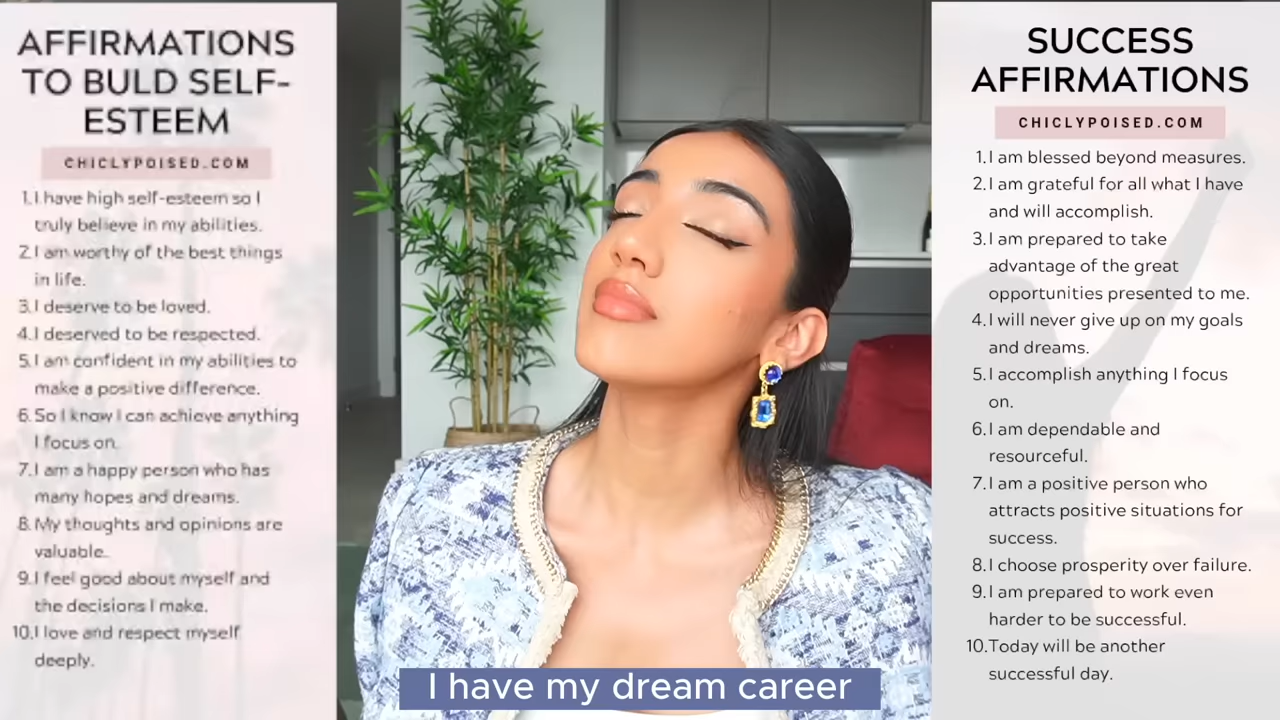 AFFIRMATIONS
TO BULD SELF-
ESTEEM
CHICLYPOISED.COM
1. I have high self-esteem so I
truly believe in my abilities.
2. I am worthy of the best things
in life.
3. I deserve to be loved.
4. I deserved to be respected.
5. I am confident in my abilities to
make a positive difference.
6. So I know I can achieve anything
I focus on.
7. I am a happy person who has
many hopes and dreams.
8. My thoughts and opinions are
valuable.
9. I feel good about myself and
the decisions I make.
10. I love and respect myself
deeply.
SUCCESS
AFFIRMATIONS
CHICLYPOISED.COM
1. I am blessed beyond measures.
2. I am grateful for all what I have
and will accomplish.
3. I am prepared to take
advantage of the great
opportunities presented to me.
4. I will never give up on my goals
and dreams.
5. I accomplish anything I focus
on.
6. I am dependable and
resourceful.
7. I am a positive person who
attracts positive situations for
success.
8. I choose prosperity over failure.
9. I am prepared to work even
harder to be successful.
10. Today will be another
successful day.
I have my dream career